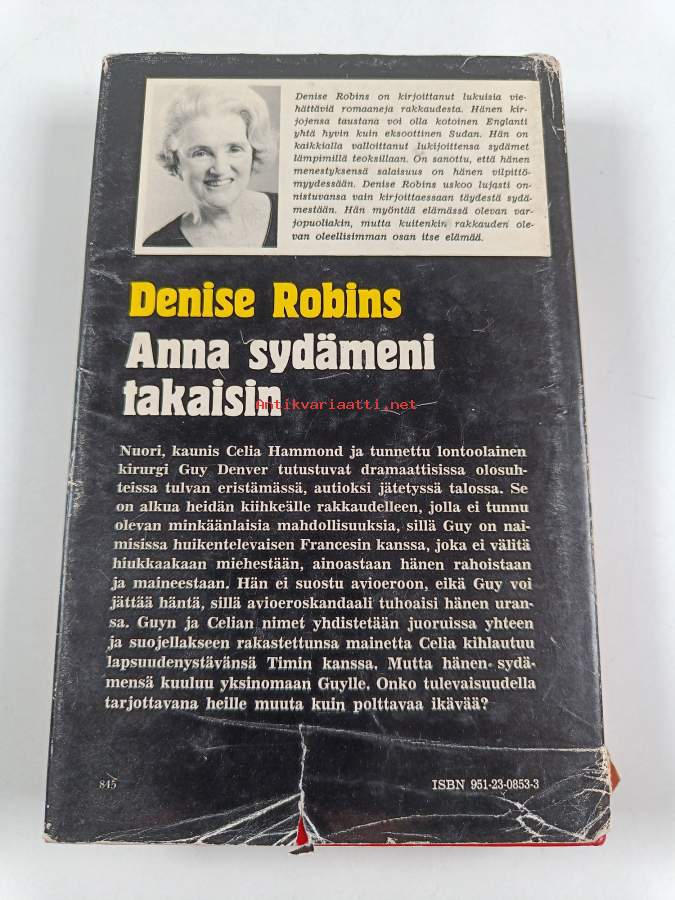 Denise Robins on kirjoittanut lukuisia vie-
hättäviä romaaneja rakkaudesta. Hänen kir-
jojensa taustana voi olla kotoinen Englanti
yhtä hyvin kuin eksoottinen Sudan. Hän on
kaikkialla valloittanut lukijoittensa sydämet
lämpimillä teoksillaan. On sanottu, että hänen
menestyksensä salaisuus on hänen vilpittö-
myydessään. Denise Robins uskoo lujasti on-
nistuvansa vain kirjoittaessaan täydestä sydä-
mestään. Hän myöntää elämässä olevan var-
jopuoliakin, mutta kuitenkin rakkauden ole-
van oleellisimman osan itse elämää.
Denise Robins
Anna sydämeni
takaisin
Antikvariaatti.net
Nuori, kaunis Celia Hammond ja tunnettu lontoolainen
kirurgi Guy Denver tutustuvat dramaattisissa olosuh-
teissa tulvan eristämässä, autioksi jätetyssä talossa. Se
on alkua heidän kiihkeälle rakkaudelleen, jolla ei tunnu
olevan minkäänlaisia mahdollisuuksia, sillä Guy on nai-
misissa huikentelevaisen Francesin kanssa, joka ei välitä
hiukkaakaan miehestään, ainoastaan hänen rahoistaan
ja maineestaan. Hän ei suostu avioeroon, eikä Guy voi
jättää häntä, sillä avioeroskandaali tuhoaisi hänen uran-
sa. Guyn ja Celian nimet yhdistetään juoruissa yhteen
ja suojellakseen rakastettunsa mainetta Celia kihlautuu
lapsuudenystävänsä Timin kanssa. Mutta hänen sydä-
mensä kuuluu yksinomaan Guylle. Onko tulevaisuudella
tarjottavana heille muuta kuin polttavaa ikävää?
845
ISBN 951-23-0853-3